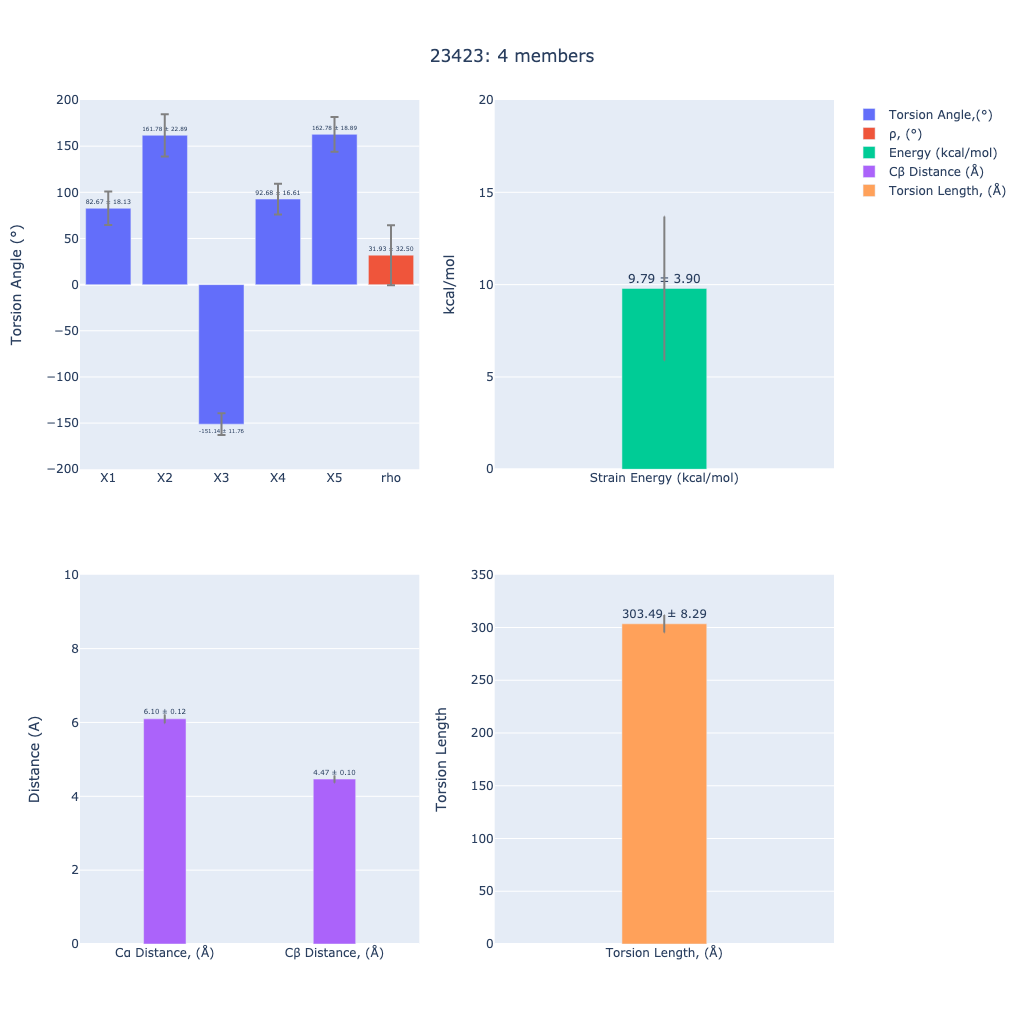 23423: 4 members
Torsion Angle (°)
200
150
100
50
0
−50
−100
−150
−200
82.67 ± 18.13
161.78 ± 22.89
-151.14 ± 11.76
92.68 ± 16.61
162.78 ± 18.89
31.93 ± 32.50
X1 X2 X3 X4 X5 rho
kcal/mol
20
15
10
5
0
9.79 ± 3.90
Strain Energy (kcal/mol)
Torsion Angle,(°)
ρ, (°)
Energy (kcal/mol)
Cβ Distance (Å)
Torsion Length, (Å)
Distance (A)
10
8
6
4
2
0
6.10 ± 0.12
4.47 ± 0.10
Cα Distance, (Å) Cβ Distance, (Å)
Torsion Length
350
300
250
200
150
100
50
0
303.49 ± 8.29
Torsion Length, (Å)